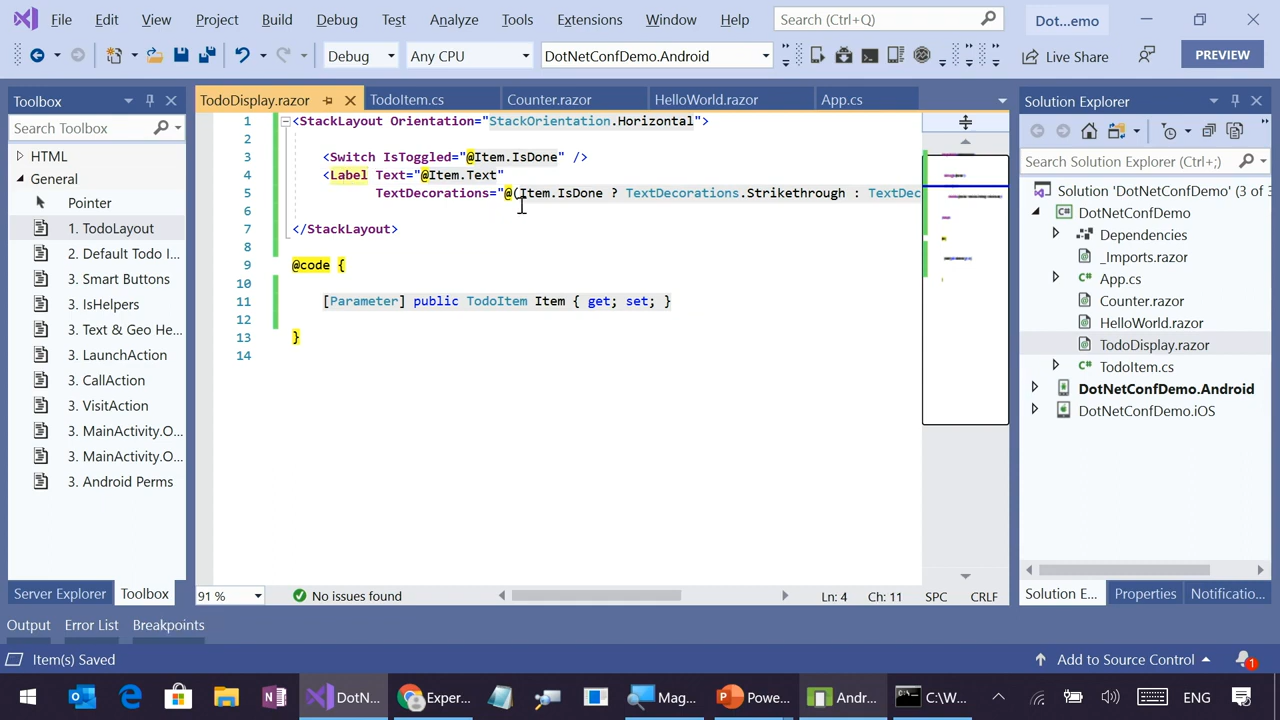 File Edit View Project Build Debug Test Analyze Tools Extensions Window Help Search (Ctrl+Q) Dot...emo
Debug Any CPU DotNetConfDemo.Android Live Share PREVIEW
Toolbox
Search Toolbox
HTML
General
Pointer
1. TodoLayout
2. Default Todo I...
3. Smart Buttons
3. IsHelpers
3. Text & Geo He...
3. LaunchAction
3. CallAction
3. VisitAction
3. MainActivity.O...
3. MainActivity.O...
3. Android Perms
Server Explorer Toolbox
TodoDisplay.razor TodoItem.cs Counter.razor HelloWorld.razor App.cs
1 <StackLayout Orientation="StackOrientation.Horizontal">
2
3 <Switch IsToggled="@Item.IsDone" />
4 <Label Text="@Item.Text"
5 TextDecorations="@(Item.IsDone ? TextDecorations.Strikethrough : TextDec
6
7 </StackLayout>
8
9 @code {
10
11 [Parameter] public TodoItem Item { get; set; }
12
13 }
14
91 % No issues found Ln: 4 Ch: 11 SPC CRLF
Solution Explorer
Search Solution Explorer (Ctrl+;)
Solution 'DotNetConfDemo' (3 of 3
DotNetConfDemo
Dependencies
_Imports.razor
App.cs
Counter.razor
HelloWorld.razor
TodoDisplay.razor
TodoItem.cs
DotNetConfDemo.Android
DotNetConfDemo.iOS
Solution E... Properties Notificatio...
Output Error List Breakpoints
Item(s) Saved Add to Source Control 1
DotN... Exper... Mag... Powe... Andr... C:\W... ENG